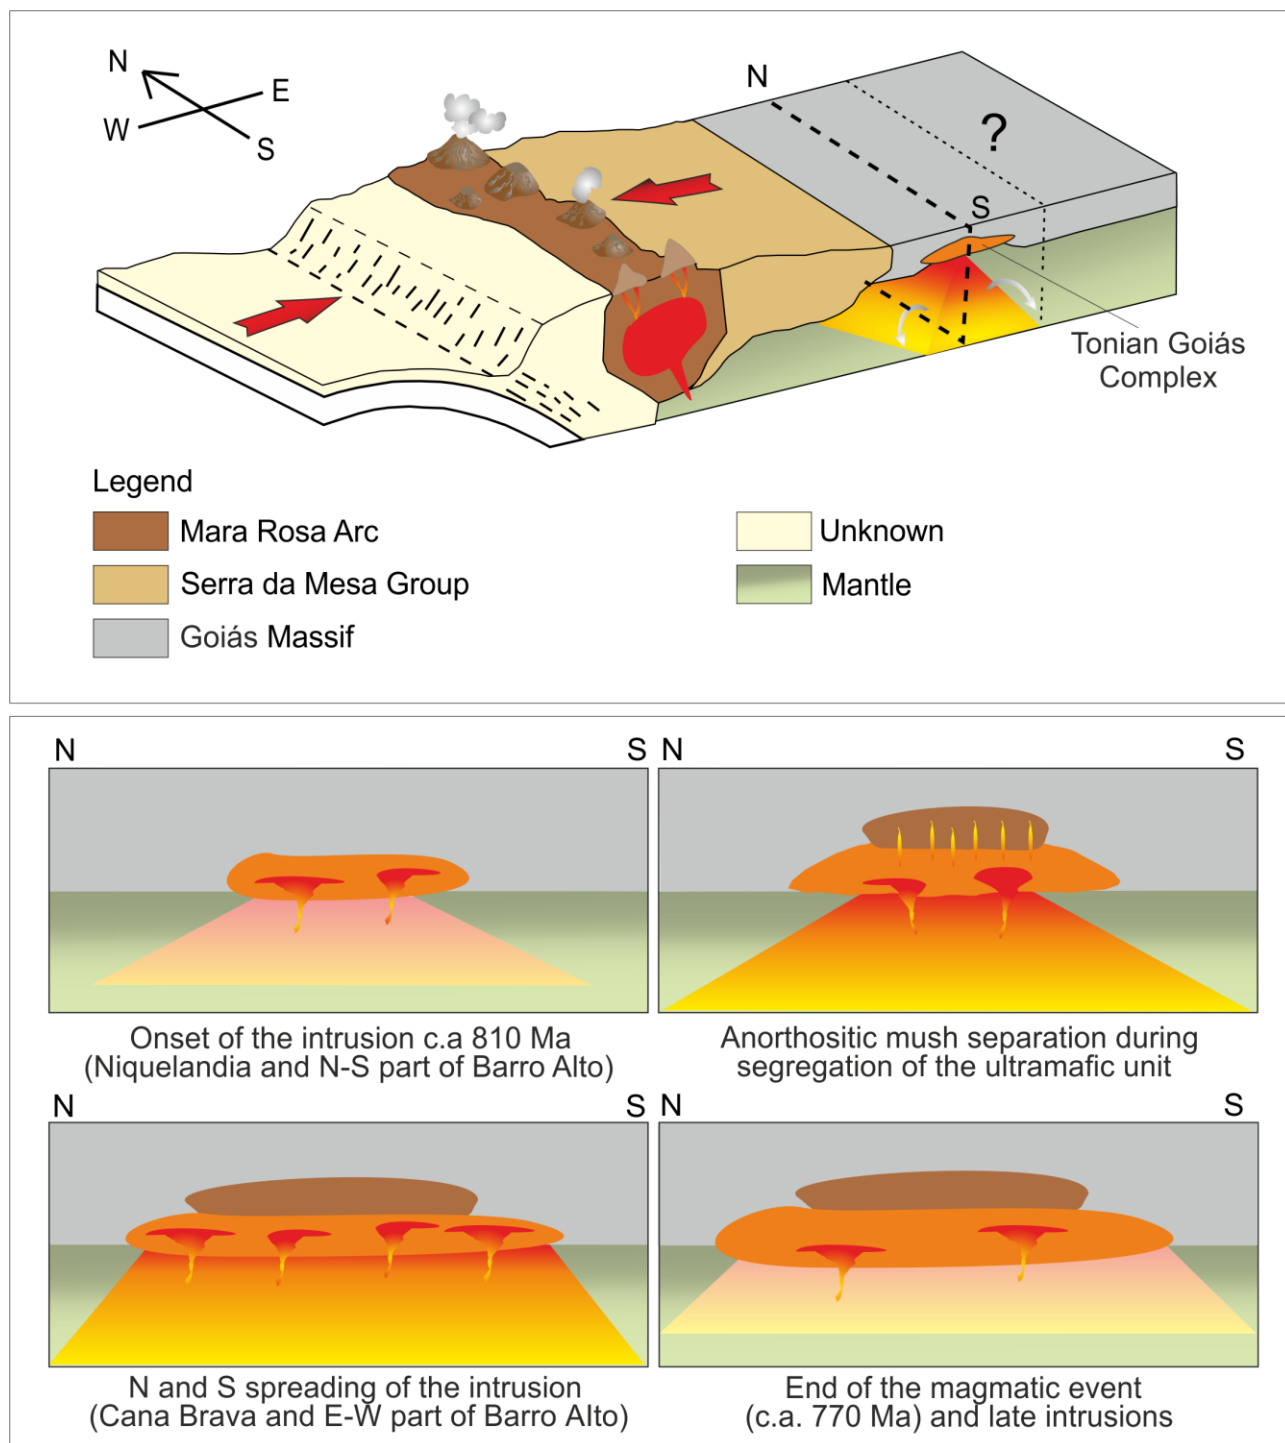 N
E
W
S
N
?
S
Tonian Goiás
Complex
Legend
Mara Rosa Arc
Serra da Mesa Group
Goiás Massif
Unknown
Mantle
N S
Onset of the intrusion c.a 810 Ma
(Niquelandia and N-S part of Barro Alto)
N S
Anorthositic mush separation during
segregation of the ultramafic unit
N S
N and S spreading of the intrusion
(Cana Brava and E-W part of Barro Alto)
N S
End of the magmatic event
(c.a. 770 Ma) and late intrusions